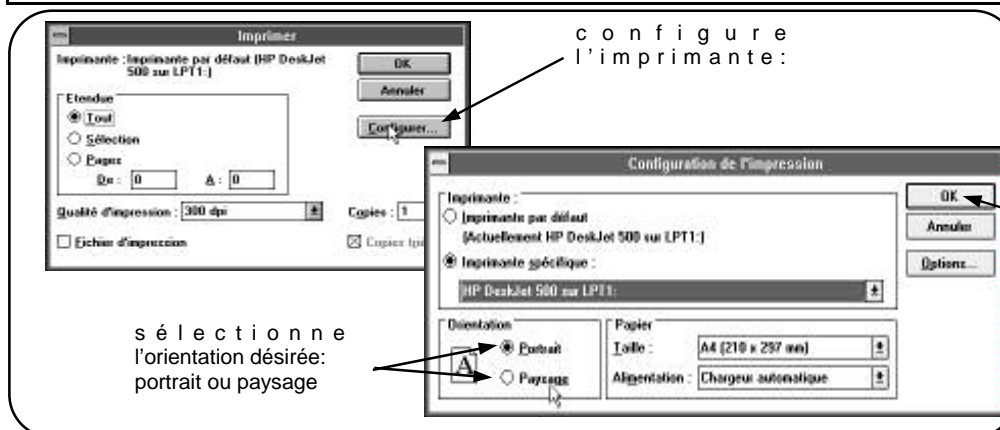 Imprimer
Imprimante : Imprimante par défaut (HP DeskJet
500 sur LPT1:)
OK
Annuler
Configurer...
Etendue
Tout
Sélection
Pages
De : 0 A : 0
Qualité d'impression : 300 dpi
Copies : 1
Fichier d'impression
Copies
configure
l'imprimante:
Configuration de l'impression
Imprimante :
Imprimante par défaut
(Actuellement HP DeskJet 500 sur LPT1:)
Imprimante spécifique :
HP DeskJet 500 sur LPT1:
OK
Annuler
Options...
Orientation
A
Portrait
Paysage
Papier
Taille : A4 (210 x 297 mm)
Alimentation : Chargeur automatique
sélectionne
l'orientation désirée:
portrait ou paysage